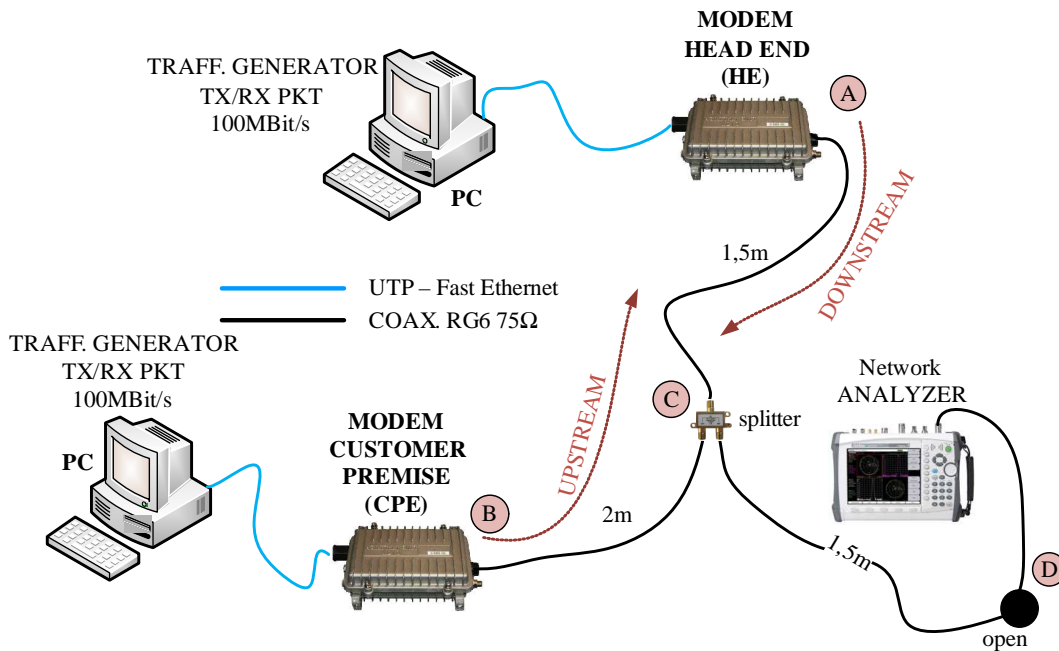 MODEM
HEAD END
(HE)
TRAFF. GENERATOR
TX/RX PKT
100MBit/s
PC
A
DOWNSTREAM
1,5m
UTP – Fast Ethernet
COAX. RG6 75Ω
TRAFF. GENERATOR
TX/RX PKT
100MBit/s
PC
MODEM
CUSTOMER
PREMISE
(CPE)
B
UPSTREAM
2m
C
splitter
Network
ANALYZER
1,5m
D
open